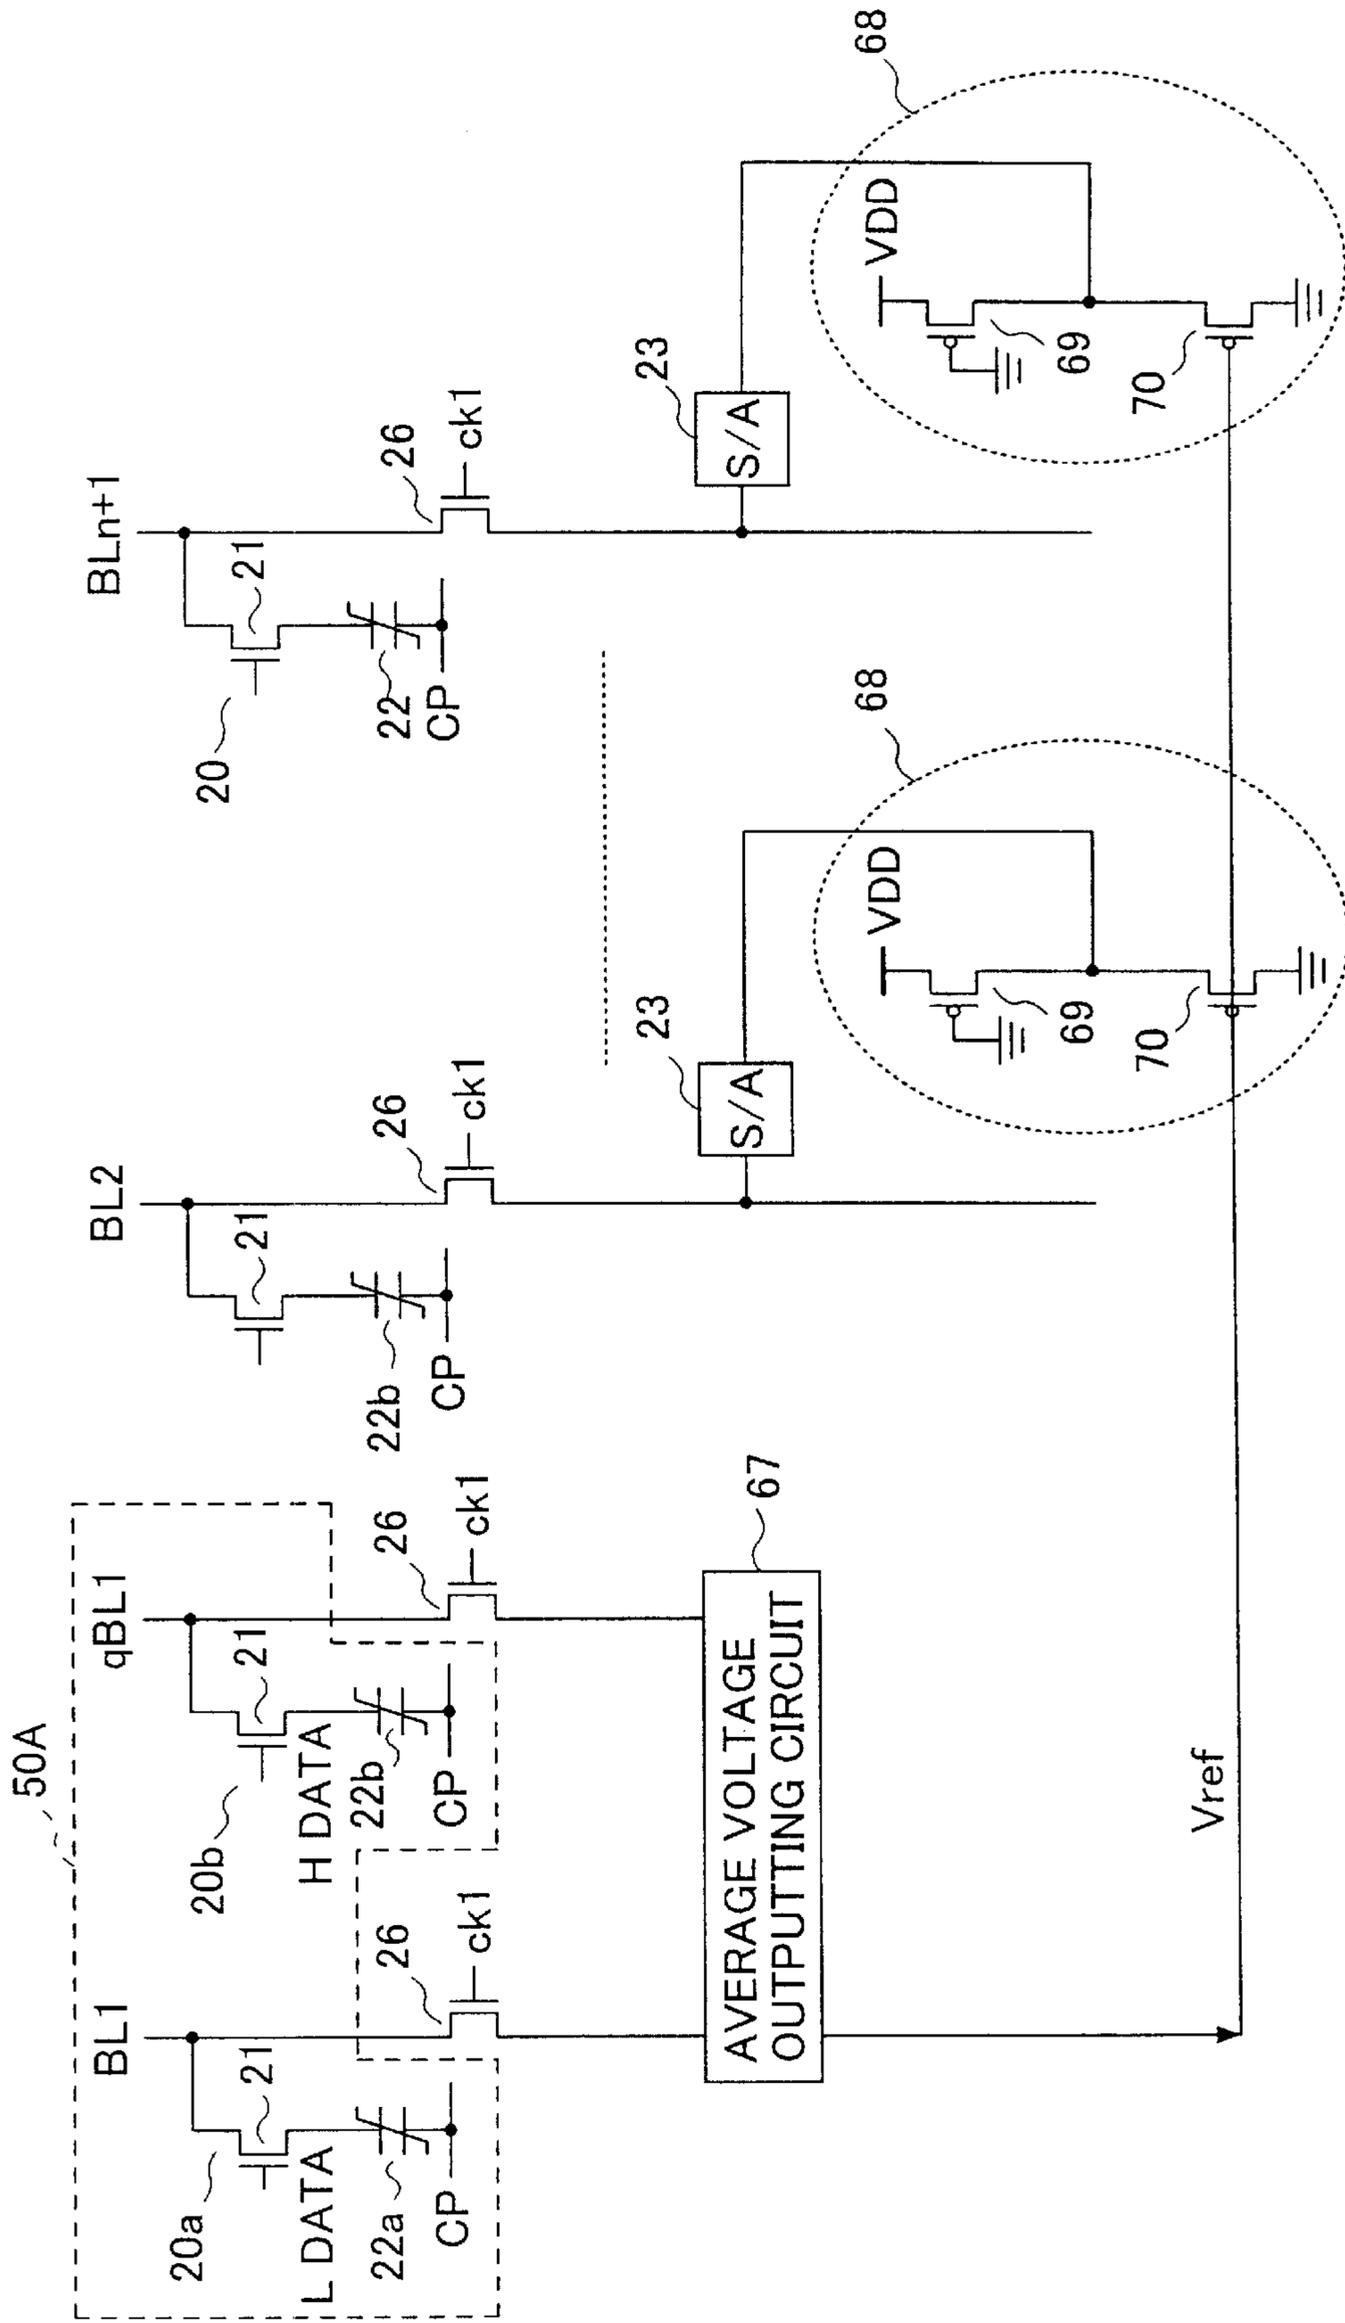 50A
BL1
qBL1
BL2
BLn+1
20a
21
20b
21
21
20
21
L DATA
H DATA
22a
22b
22b
22
CP
CP
CP
CP
26
ck1
26
ck1
26
ck1
26
ck1
AVERAGE VOLTAGE
OUTPUTTING CIRCUIT
67
S/A
23
S/A
23
68
VDD
69
70
68
VDD
69
70
Vref